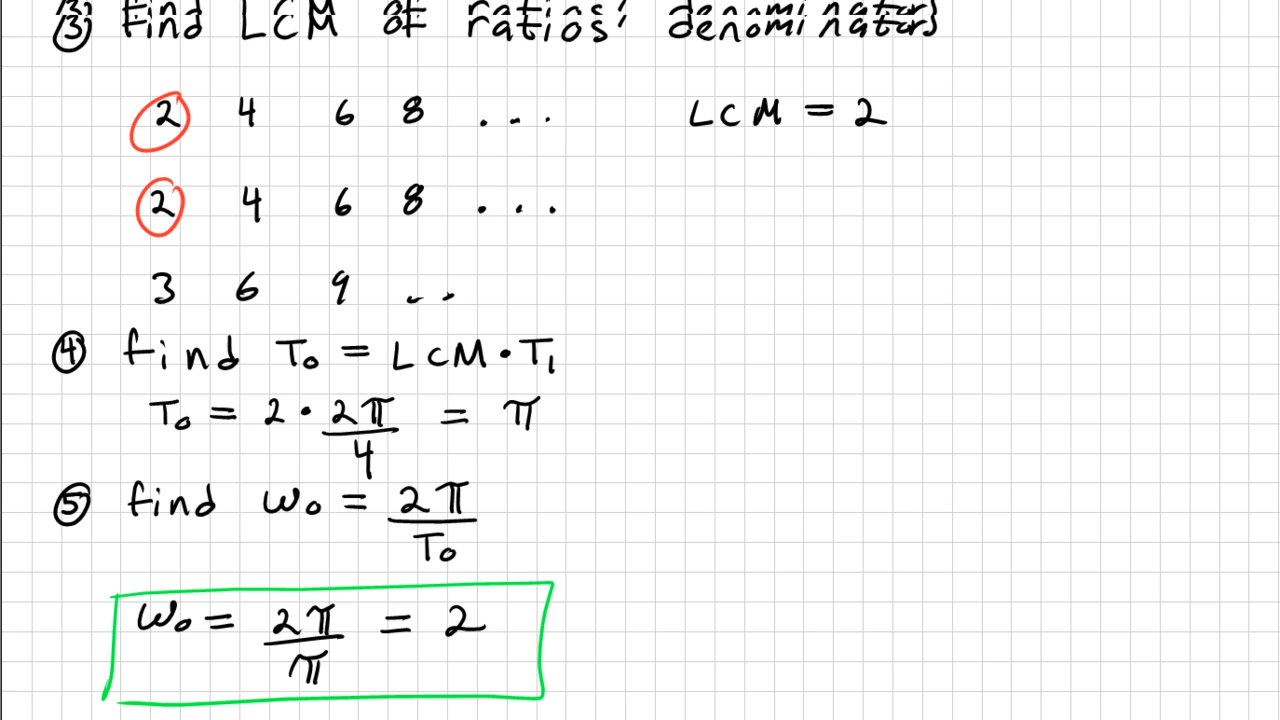 ③ find LCM of ratios' denominators
2 4 6 8 ... LCM = 2
2 4 6 8 ...
3 6 9 ..
④ find T₀ = LCM · T₁
T₀ = 2 · 2π/4 = π
⑤ find ω₀ = 2π/T₀
ω₀ = 2π/π = 2